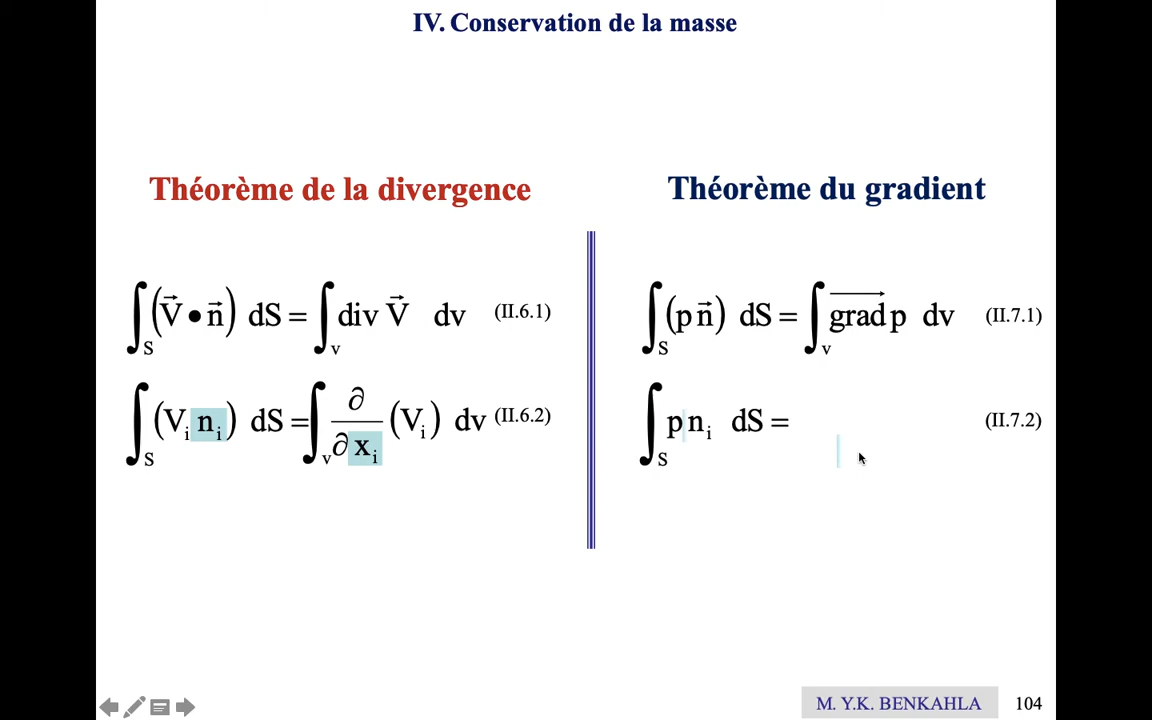 IV. Conservation de la masse
Théorème de la divergence
∫S (V⃗ • n⃗) dS = ∫v div V⃗ dv (II.6.1)
∫S (Vi ni) dS = ∫v ∂/∂xi (Vi) dv (II.6.2)
Théorème du gradient
∫S (p n⃗) dS = ∫v grad⃗ p dv (II.7.1)
∫S p ni dS = (II.7.2)
M. Y.K. BENKAHLA 104